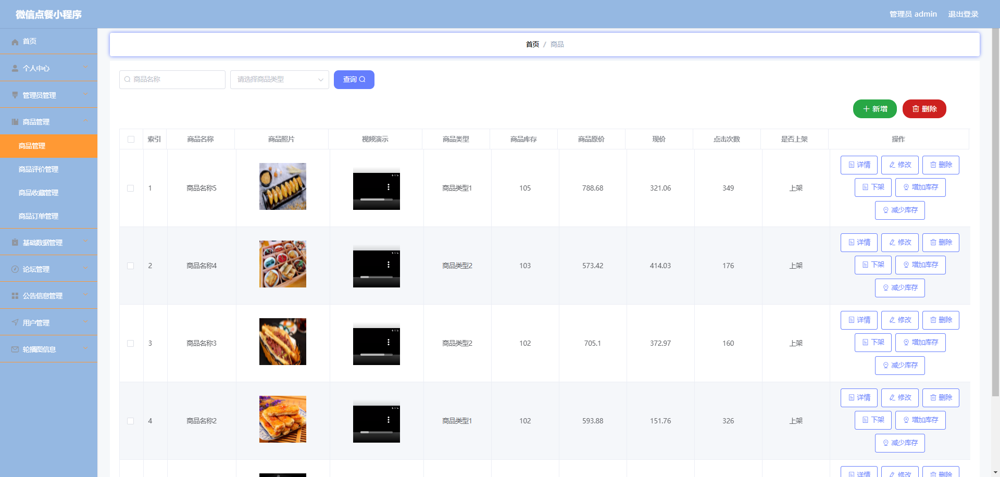 微信点餐小程序
管理员 admin 退出登录
首页
个人中心
管理员管理
商品管理
商品管理
商品评价管理
商品收藏管理
商品订单管理
基础数据管理
论坛管理
公告信息管理
用户管理
轮播图信息
首页 / 商品
商品名称 请选择商品类型 查询
新增 删除
索引 商品名称 商品照片 视频演示 商品类型 商品库存 商品原价 现价 点击次数 是否上架 操作
1 商品名称5 商品类型1 105 788.68 321.06 349 上架
详情 修改 删除
下架 增加库存
减少库存
2 商品名称4 商品类型2 103 573.42 414.03 176 上架
详情 修改 删除
下架 增加库存
减少库存
3 商品名称3 商品类型2 102 705.1 372.97 160 上架
详情 修改 删除
下架 增加库存
减少库存
4 商品名称2 商品类型1 102 593.88 151.76 326 上架
详情 修改 删除
下架 增加库存
减少库存
详情 修改 删除